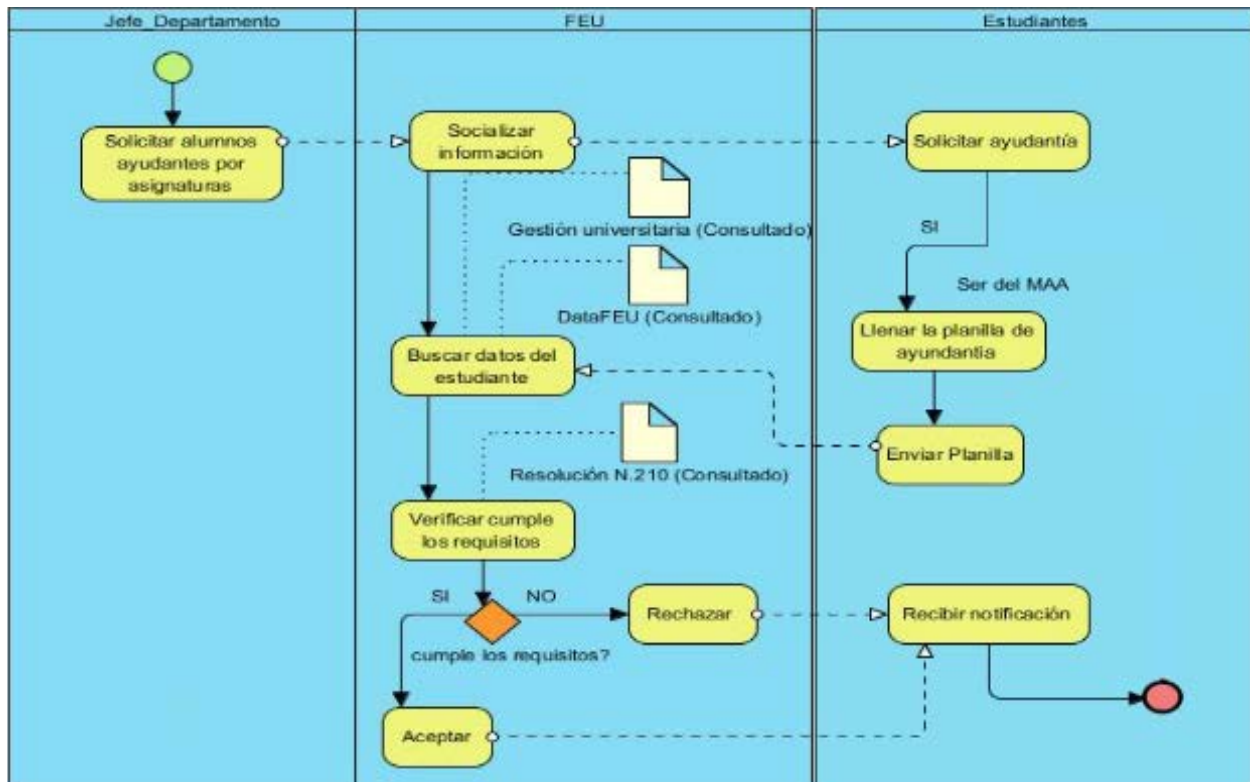 Jefe_Departamento
FEU
Estudiantes
Solicitar alumnos
ayudantes por
asignaturas
Socializar
información
Solicitar ayudantía
Gestión universitaria (Consultado)
SI
Ser del MAA
DataFEU (Consultado)
Llenar la planilla de
ayundantía
Buscar datos del
estudiante
Enviar Planilla
Resolución N.210 (Consultado)
Verificar cumple
los requisitos
SI
NO
Rechazar
Recibir notificación
cumple los requisitos?
Aceptar